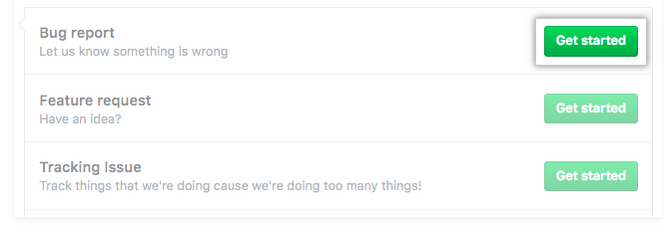 Bug report
Let us know something is wrong
Get started
Feature request
Have an idea?
Get started
Tracking Issue
Track things that we're doing cause we're doing too many things!
Get started